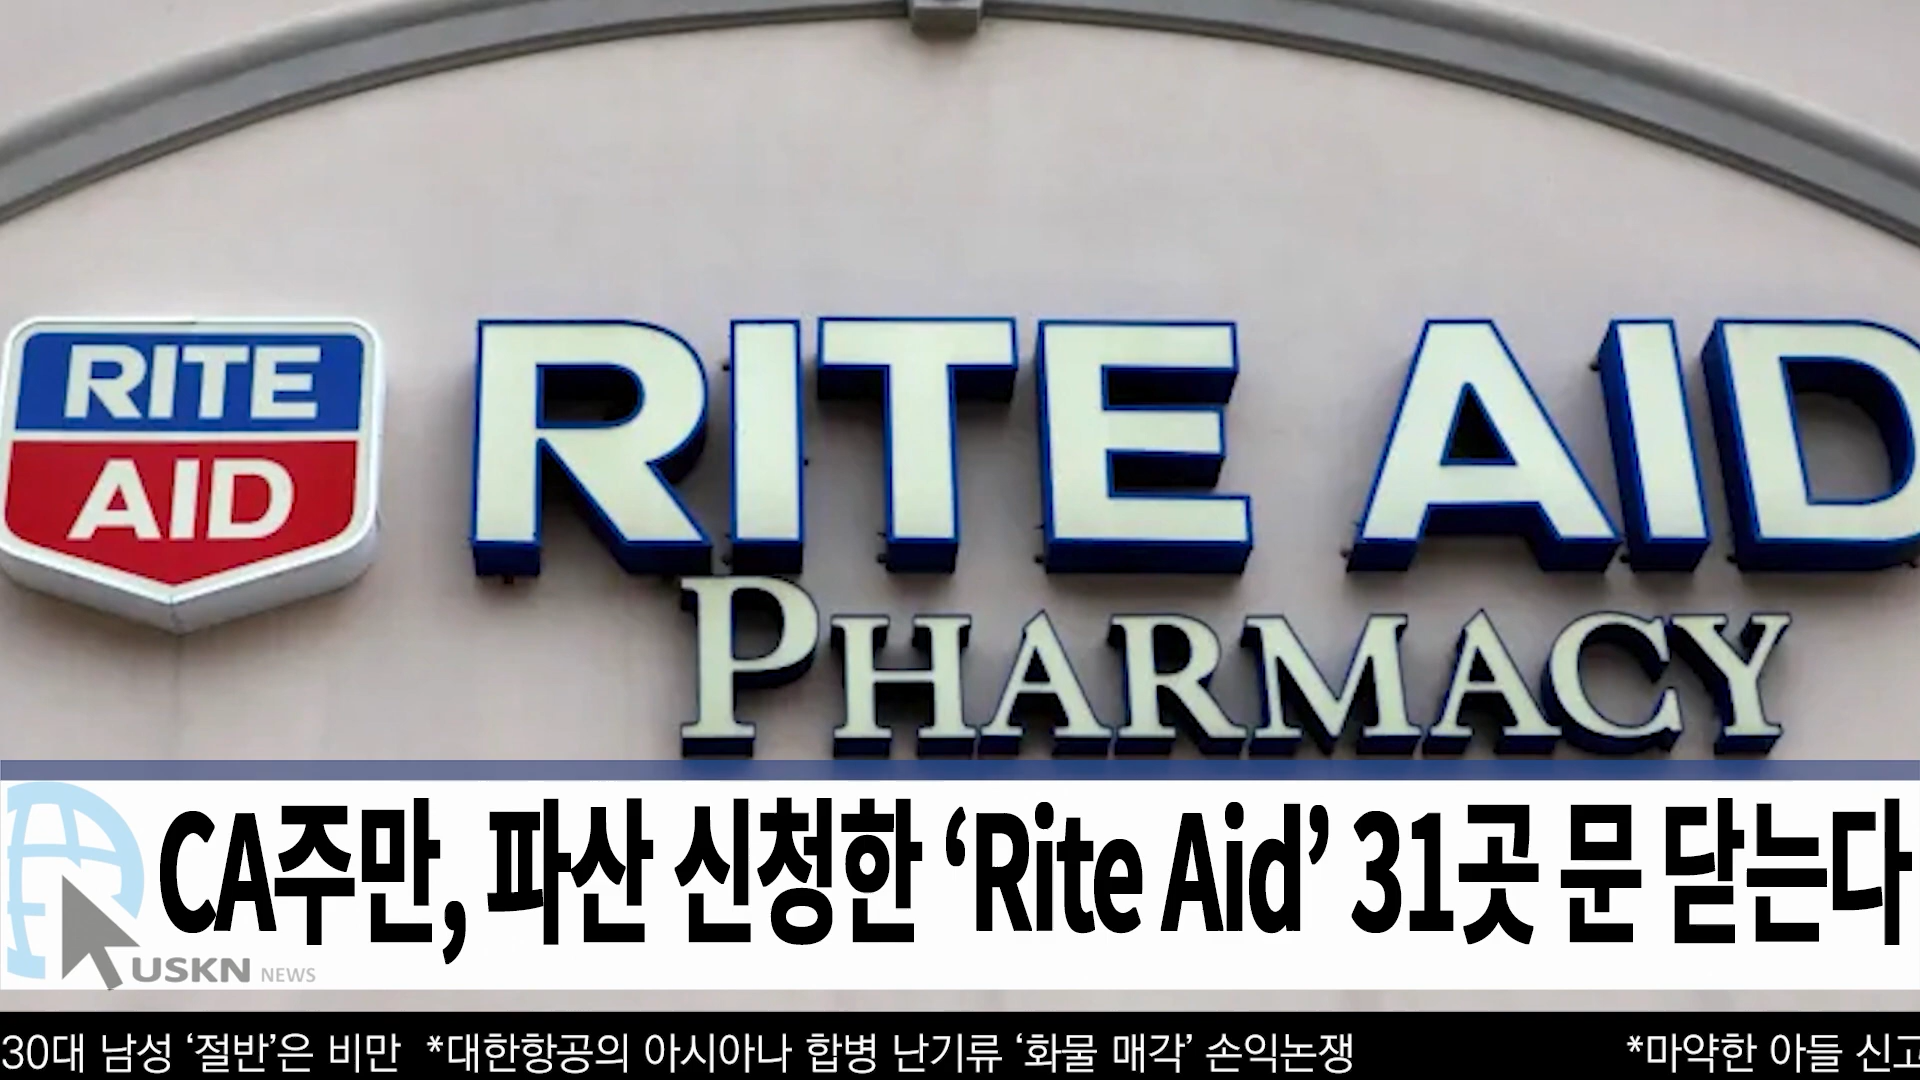 RITE
AID
RITE AID
PHARMACY
CA주만, 파산 신청한 ‘Rite Aid’ 31곳 문 닫는다
USKN NEWS
30대 남성 ‘절반’은 비만 *대한항공의 아시아나 합병 난기류 ‘화물 매각’ 손익논쟁 *마약한 아들 신고